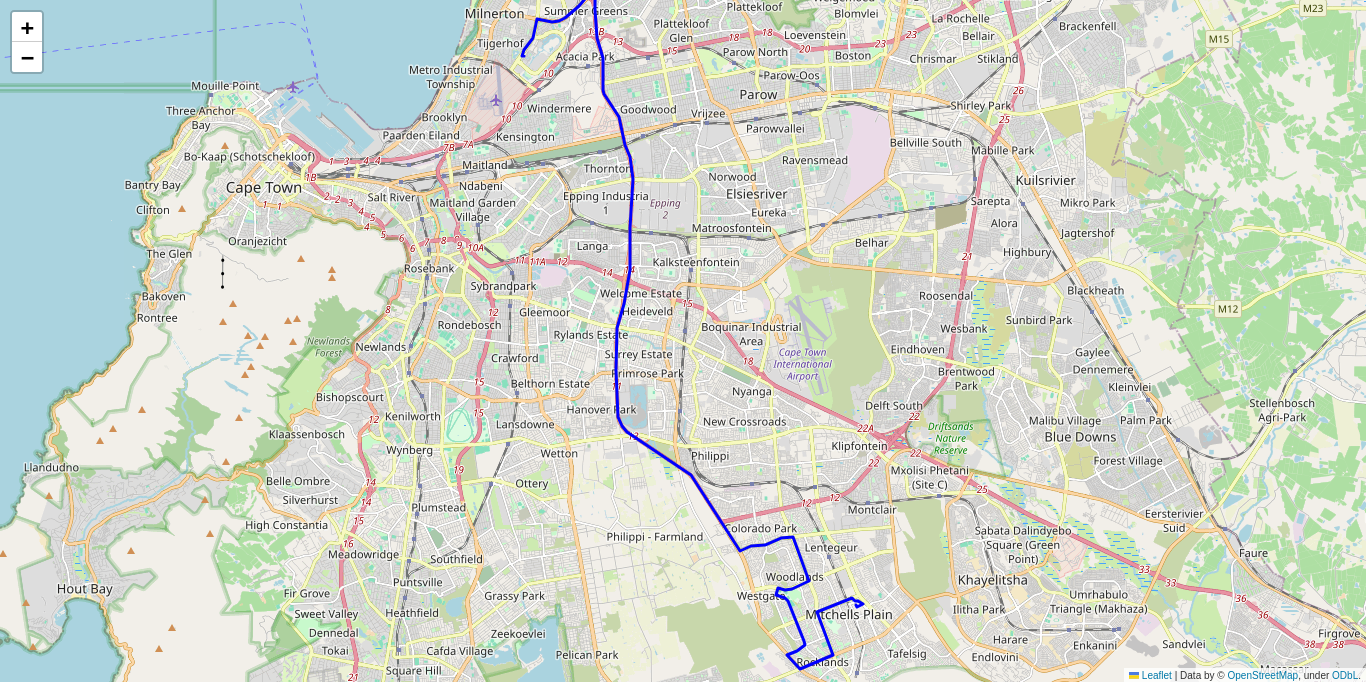 +
−
Milnerton
Summer Greens
Plattekloof
Glen
Plattekloof
Blomvlei
La Rochelle
M23
Brackenfell
Loevenstein
Bellair
M15
Tygerhof
Acacia Park
Parow North
Boston
Chrismar
Stikland
Metro Industrial
Township
Parow-Oos
Mouille Point
Parow
Three Anchor
Bay
Brooklyn
Windermere
Goodwood
Vrijzee
Shirley Park
Paarden Eiland
Kensington
Parowvallei
Bellville South
Mabille Park
Bo-Kaap (Schotschekloof)
Maitland
Thornton
Ravensmead
Bantry Bay
Cape Town
Ndabeni
Norwood
Kuilsrivier
Salt River
Maitland Garden
Village
Epping Industria
1
Epping
2
Elsiesriver
Sarepta
Mikro Park
Clifton
Eureka
Matroosfontein
Alora
Jagtershof
Oranjezicht
Langa
Belhar
The Glen
Kalksteenfontein
Highbury
Rosebank
Sybrandpark
Welcome Estate
Blackheath
Bakoven
Roosendal
Rontree
Gleemoor
Heideveld
M12
Rondebosch
Boquinar Industrial
Area
Sunbird Park
Wesbank
Newlands
Forest
Newlands
Rylands Estate
Surrey Estate
Cape Town
International
Airport
Eindhoven
Gaylee
Dennemere
Crawford
Primrose Park
Brentwood
Park
Belthorn Estate
Nyanga
Kleinvlei
Bishopscourt
Hanover Park
Delft South
Stellenbosch
Agri-Park
Kenilworth
New Crossroads
Malibu Village
Palm Park
Klaassenbosch
Lansdowne
Driftsands
Nature
Reserve
Blue Downs
Wynberg
Wetton
Philippi
Klipfontein
Forest Village
Llandudno
Mxolisi Phetani
(Site C)
Belle Ombre
Ottery
Silverhurst
Plumstead
Montclair
Eersterivier
Suid
High Constantia
Colorado Park
Sabata Dalindyebo
Square (Green
Point)
Philippi - Farmland
Meadowridge
Lentegeur
Faure
Southfield
Hout Bay
Puntsville
Woodlands
Khayelitsha
Fir Grove
Grassy Park
Westgate
Umrhabulo
Triangle (Makhaza)
Sweet Valley
Heathfield
Mitchells Plain
Ilitha Park
Dennedal
Zeekoevlei
Harare
Firgrove
Tokai
Cafda Village
Pelican Park
Tafelsig
Enkanini
Sandvlei
Square Hill
Rocklands
Endlovini
Leaflet | Data by © OpenStreetMap, under ODbL.